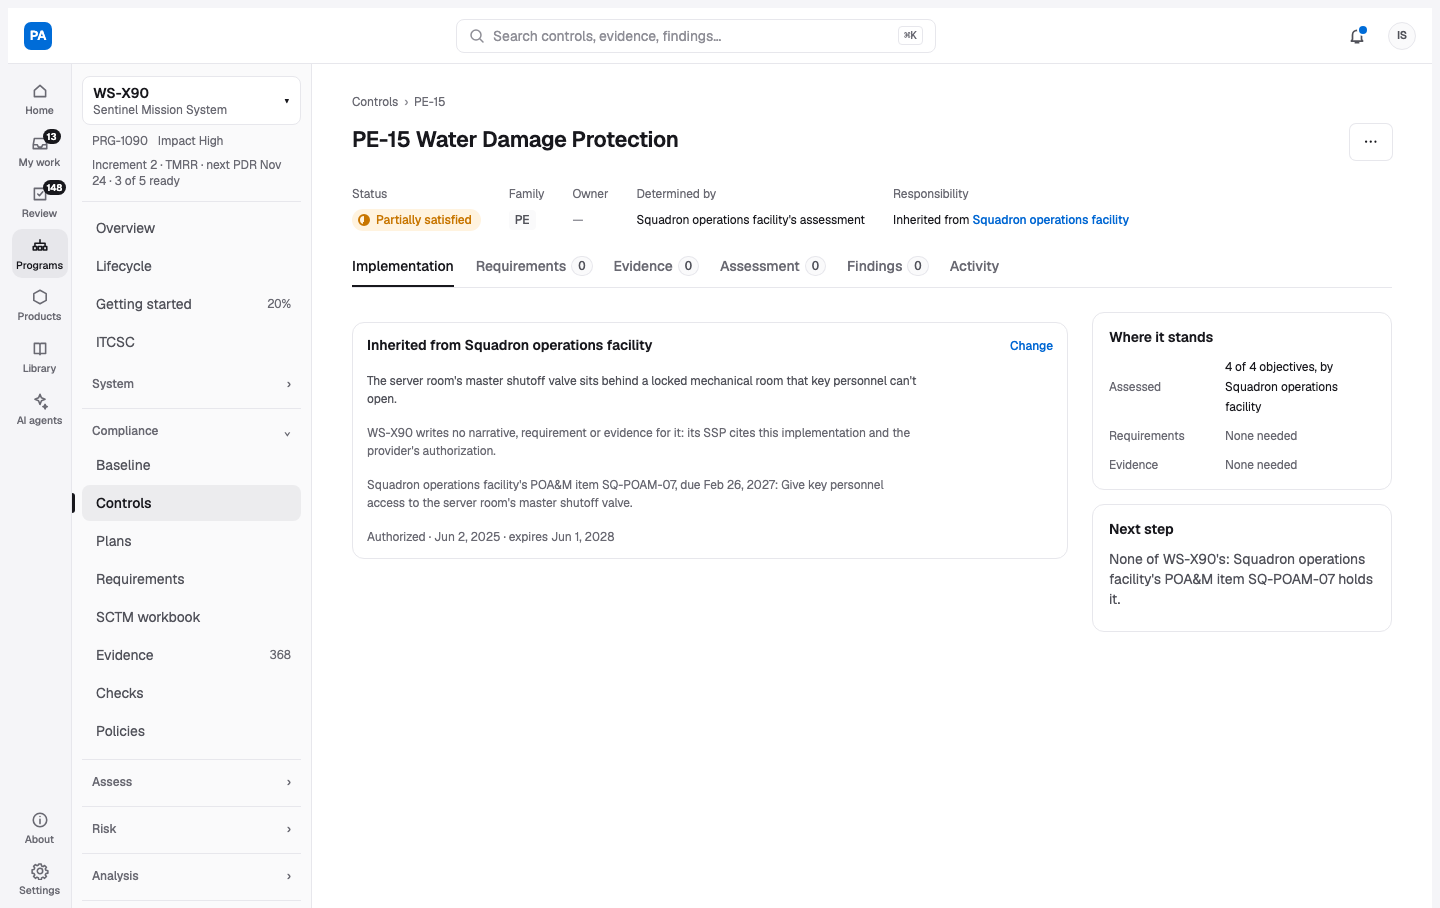 PA
Search controls, evidence, findings...
⌘K
IS
Home
13
My work
148
Review
Programs
Products
Library
AI agents
About
Settings
WS-X90
Sentinel Mission System
PRG-1090 Impact High
Increment 2 · TMRR · next PDR Nov
24 · 3 of 5 ready
Overview
Lifecycle
Getting started 20%
ITCSC
System
Compliance
Baseline
Controls
Plans
Requirements
SCTM workbook
Evidence 368
Checks
Policies
Assess
Risk
Analysis
Controls › PE-15
PE-15 Water Damage Protection
Status
Partially satisfied
Family
PE
Owner
—
Determined by
Squadron operations facility's assessment
Responsibility
Inherited from Squadron operations facility
Implementation Requirements 0 Evidence 0 Assessment 0 Findings 0 Activity
Inherited from Squadron operations facility Change
The server room's master shutoff valve sits behind a locked mechanical room that key personnel can't
open.
WS-X90 writes no narrative, requirement or evidence for it: its SSP cites this implementation and the
provider's authorization.
Squadron operations facility's POA&M item SQ-POAM-07, due Feb 26, 2027: Give key personnel
access to the server room's master shutoff valve.
Authorized · Jun 2, 2025 · expires Jun 1, 2028
Where it stands
Assessed
4 of 4 objectives, by
Squadron operations
facility
Requirements None needed
Evidence None needed
Next step
None of WS-X90's: Squadron operations
facility's POA&M item SQ-POAM-07 holds
it.